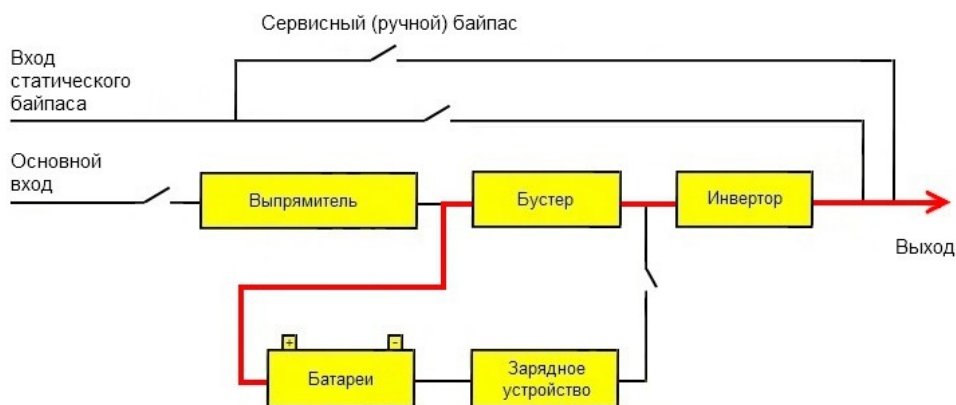 Сервисный (ручной) байпас
Вход
статического
байпаса
Основной
вход
Выпрямитель
Бустер
Инвертор
Выход
+
-
Батареи
Зарядное
устройство